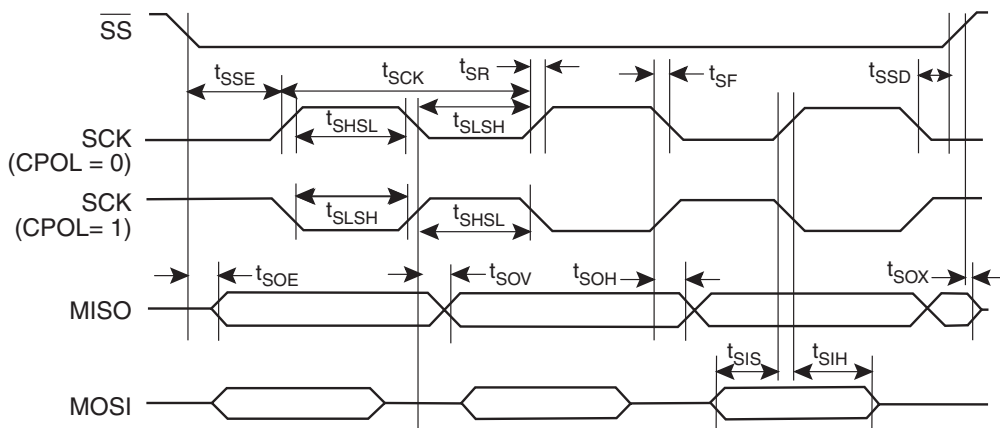 SS
tSSE tSCK tSR tSF tSSD
tSHSL tSLSH
SCK
(CPOL = 0)
SCK
(CPOL= 1)
tSLSH tSHSL
tSOE tSOV tSOH tSOX
MISO
tSIS tSIH
MOSI